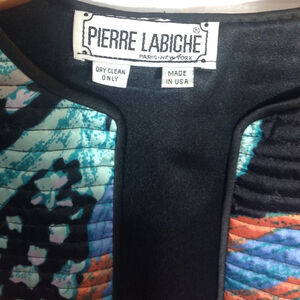 PIERRE LABICHE®
PARIS-NEW YORK
DRY CLEAN
ONLY
MADE
IN USA